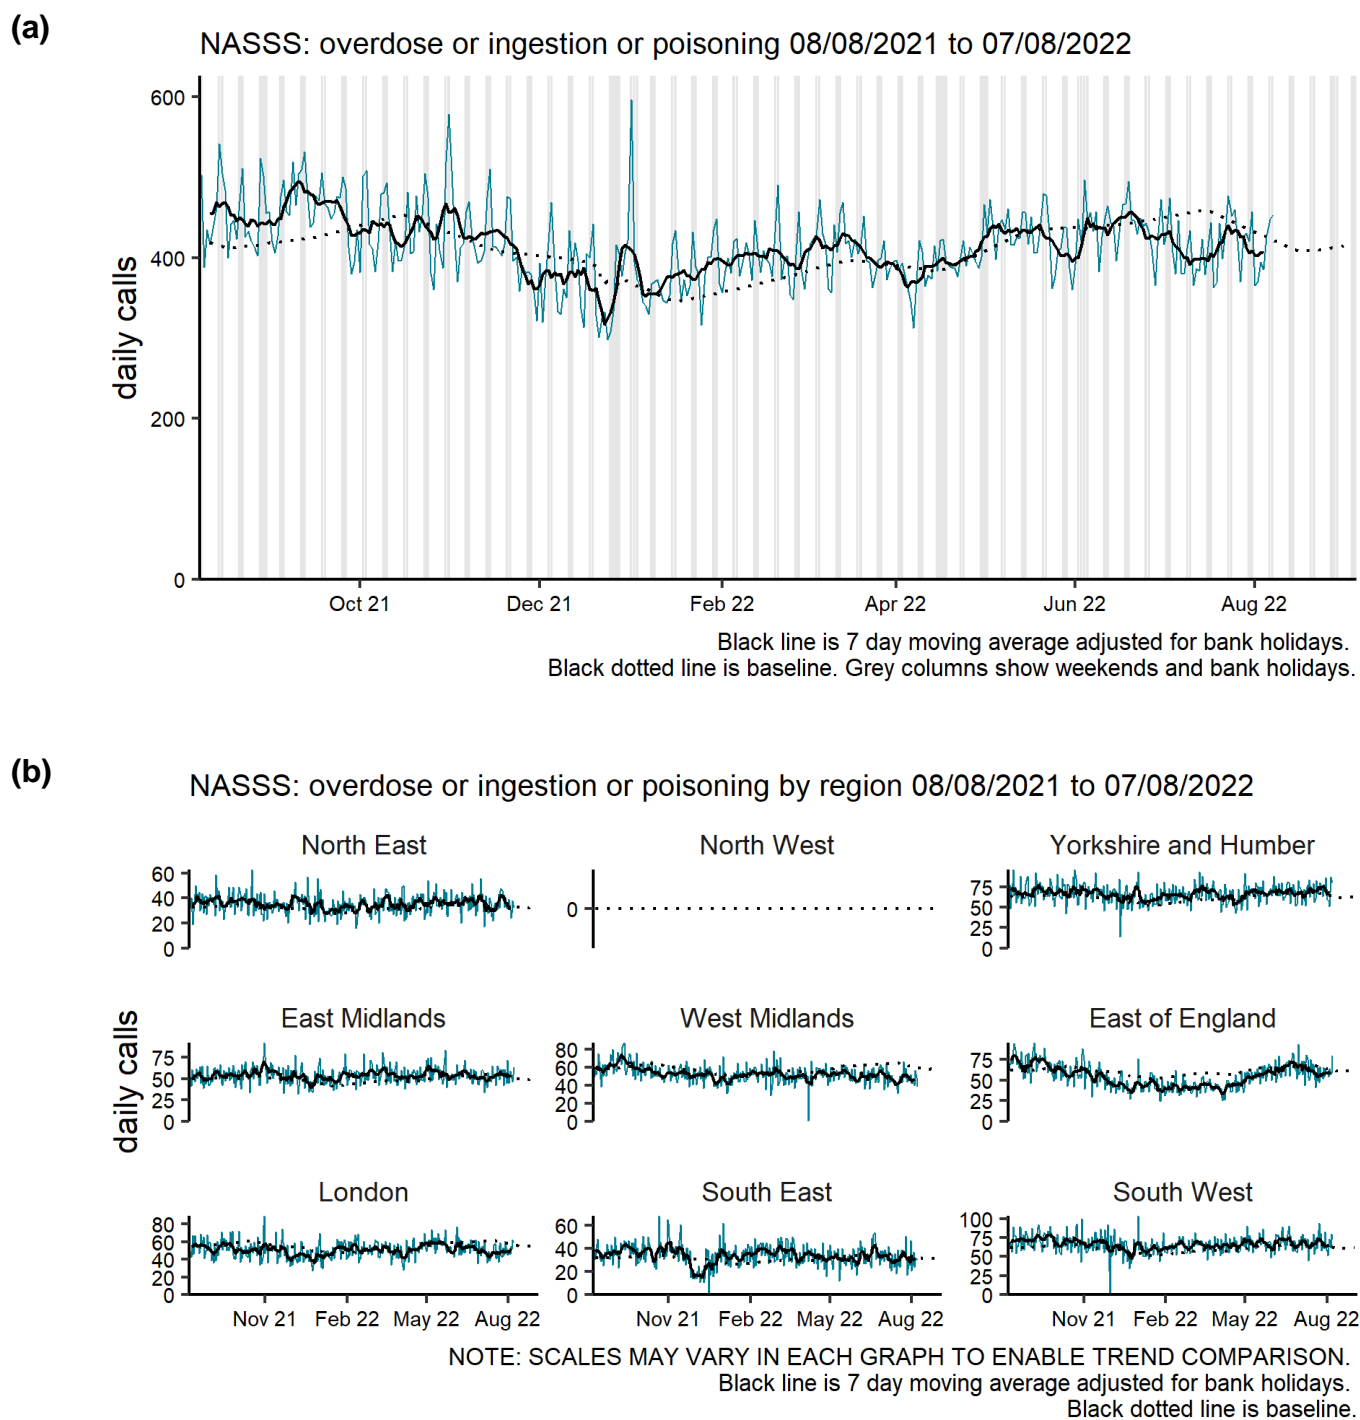 (a)
NASSS: overdose or ingestion or poisoning 08/08/2021 to 07/08/2022
600
400
200
0
daily calls
Oct 21 Dec 21 Feb 22 Apr 22 Jun 22 Aug 22
Black line is 7 day moving average adjusted for bank holidays.
Black dotted line is baseline. Grey columns show weekends and bank holidays.
(b)
NASSS: overdose or ingestion or poisoning by region 08/08/2021 to 07/08/2022
daily calls
North East
60
40
20
0
North West
0
Yorkshire and Humber
75
50
25
0
East Midlands
75
50
25
0
West Midlands
80
60
40
20
0
East of England
75
50
25
0
London
80
60
40
20
0
Nov 21 Feb 22 May 22 Aug 22
South East
60
40
20
0
Nov 21 Feb 22 May 22 Aug 22
South West
100
75
50
25
0
Nov 21 Feb 22 May 22 Aug 22
NOTE: SCALES MAY VARY IN EACH GRAPH TO ENABLE TREND COMPARISON.
Black line is 7 day moving average adjusted for bank holidays.
Black dotted line is baseline.